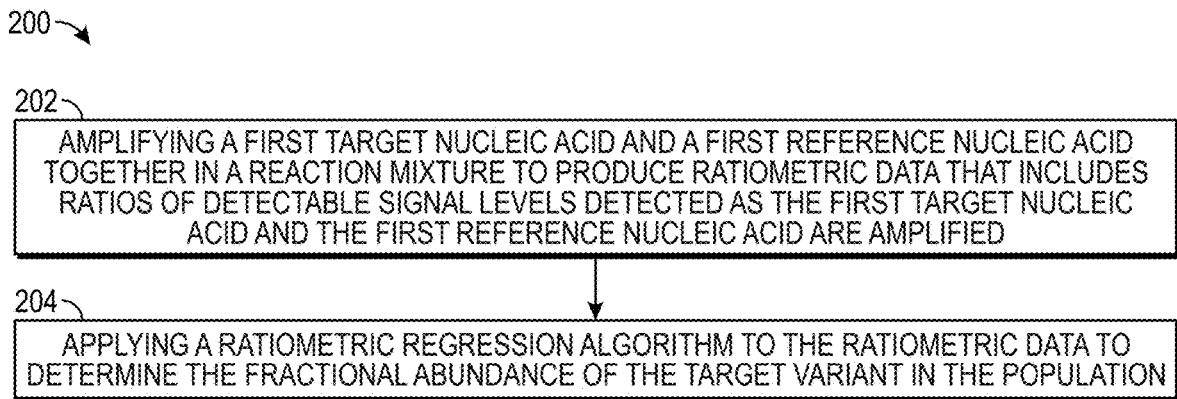 200
202
AMPLIFYING A FIRST TARGET NUCLEIC ACID AND A FIRST REFERENCE NUCLEIC ACID
TOGETHER IN A REACTION MIXTURE TO PRODUCE RATIOMETRIC DATA THAT INCLUDES
RATIOS OF DETECTABLE SIGNAL LEVELS DETECTED AS THE FIRST TARGET NUCLEIC
ACID AND THE FIRST REFERENCE NUCLEIC ACID ARE AMPLIFIED
204
APPLYING A RATIOMETRIC REGRESSION ALGORITHM TO THE RATIOMETRIC DATA TO
DETERMINE THE FRACTIONAL ABUNDANCE OF THE TARGET VARIANT IN THE POPULATION